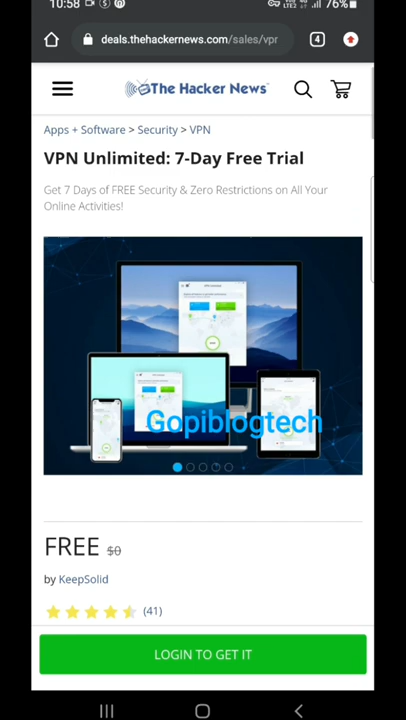 10:58
76%
deals.thehackernews.com/sales/vpr
4
The Hacker News
Apps + Software > Security > VPN
VPN Unlimited: 7-Day Free Trial
Get 7 Days of FREE Security & Zero Restrictions on All Your
Online Activities!
Gopiblogtech
FREE $0
by KeepSolid
(41)
LOGIN TO GET IT